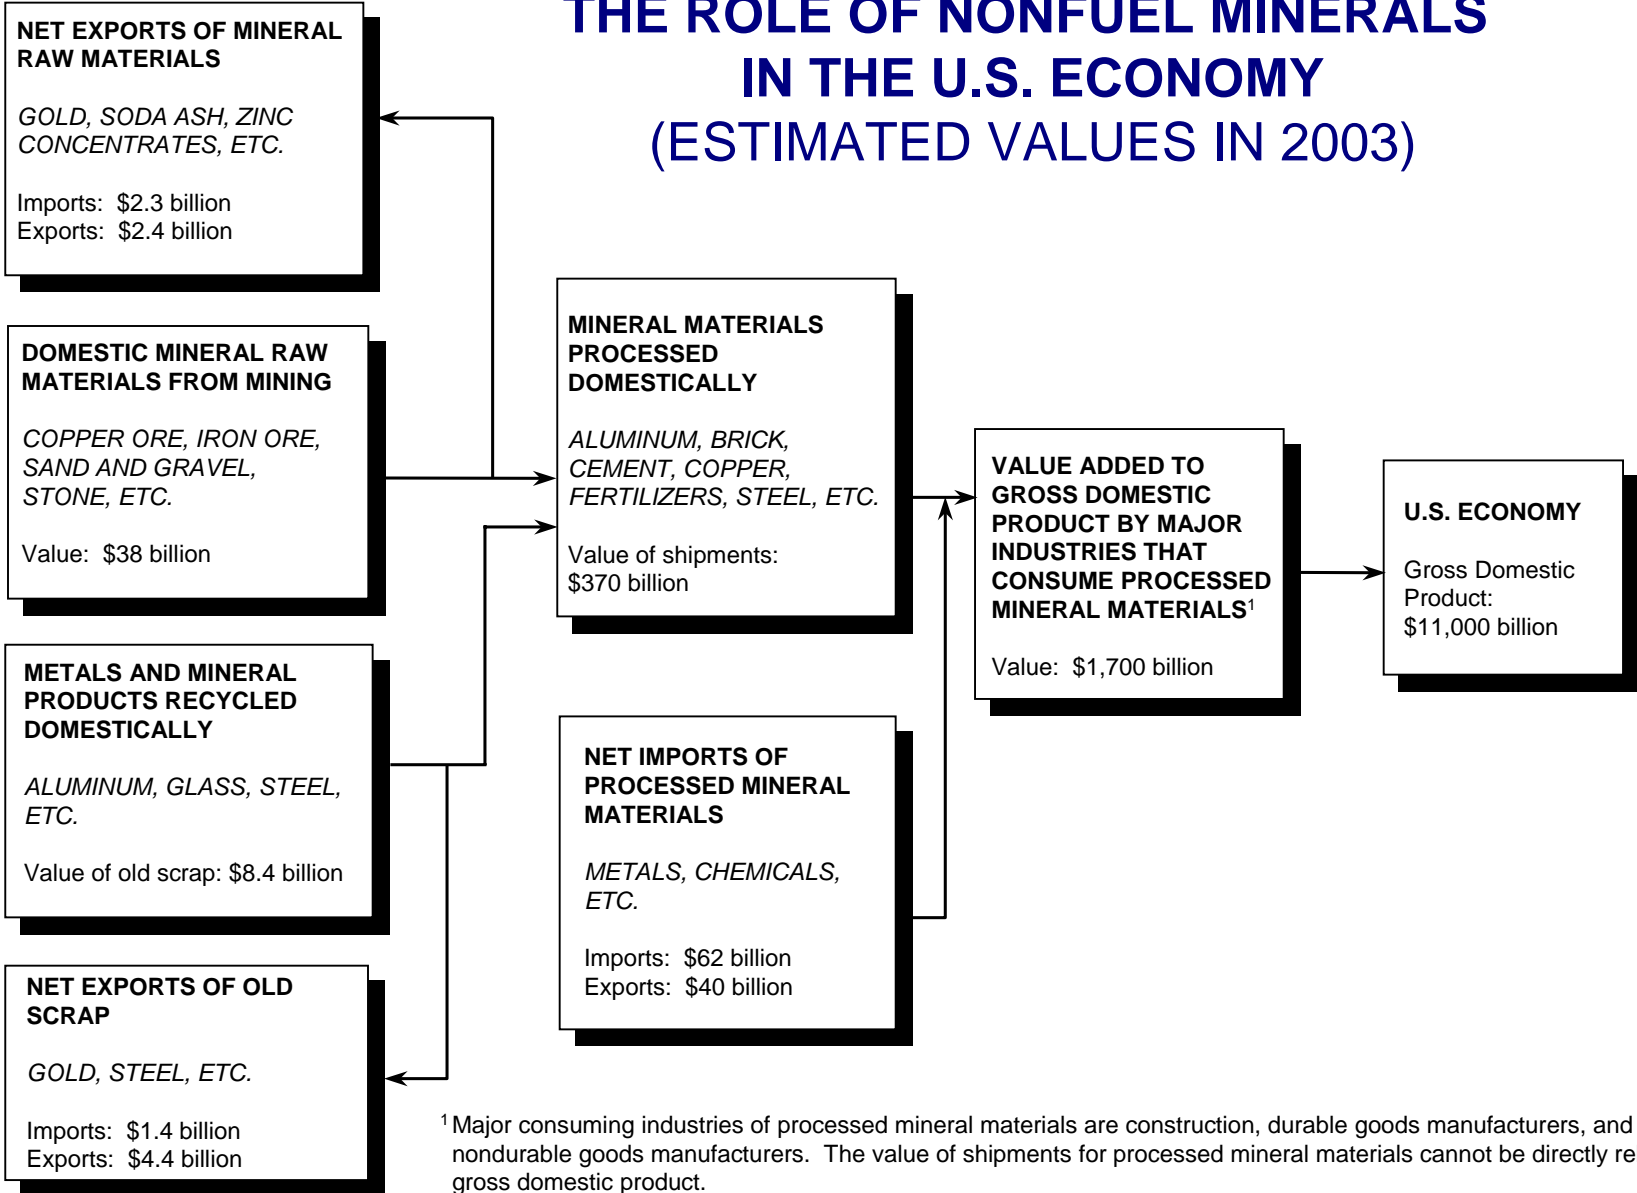 THE ROLE OF NONFUEL MINERALS
IN THE U.S. ECONOMY
(ESTIMATED VALUES IN 2003)
NET EXPORTS OF MINERAL
RAW MATERIALS
GOLD, SODA ASH, ZINC
CONCENTRATES, ETC.
Imports: $2.3 billion
Exports: $2.4 billion
DOMESTIC MINERAL RAW
MATERIALS FROM MINING
COPPER ORE, IRON ORE,
SAND AND GRAVEL,
STONE, ETC.
Value: $38 billion
METALS AND MINERAL
PRODUCTS RECYCLED
DOMESTICALLY
ALUMINUM, GLASS, STEEL,
ETC.
Value of old scrap: $8.4 billion
NET EXPORTS OF OLD
SCRAP
GOLD, STEEL, ETC.
Imports: $1.4 billion
Exports: $4.4 billion
MINERAL MATERIALS
PROCESSED
DOMESTICALLY
ALUMINUM, BRICK,
CEMENT, COPPER,
FERTILIZERS, STEEL, ETC.
Value of shipments:
$370 billion
NET IMPORTS OF
PROCESSED MINERAL
MATERIALS
METALS, CHEMICALS,
ETC.
Imports: $62 billion
Exports: $40 billion
VALUE ADDED TO
GROSS DOMESTIC
PRODUCT BY MAJOR
INDUSTRIES THAT
CONSUME PROCESSED
MINERAL MATERIALS¹
Value: $1,700 billion
U.S. ECONOMY
Gross Domestic
Product:
$11,000 billion
¹ Major consuming industries of processed mineral materials are construction, durable goods manufacturers, and
nondurable goods manufacturers. The value of shipments for processed mineral materials cannot be directly re
gross domestic product.